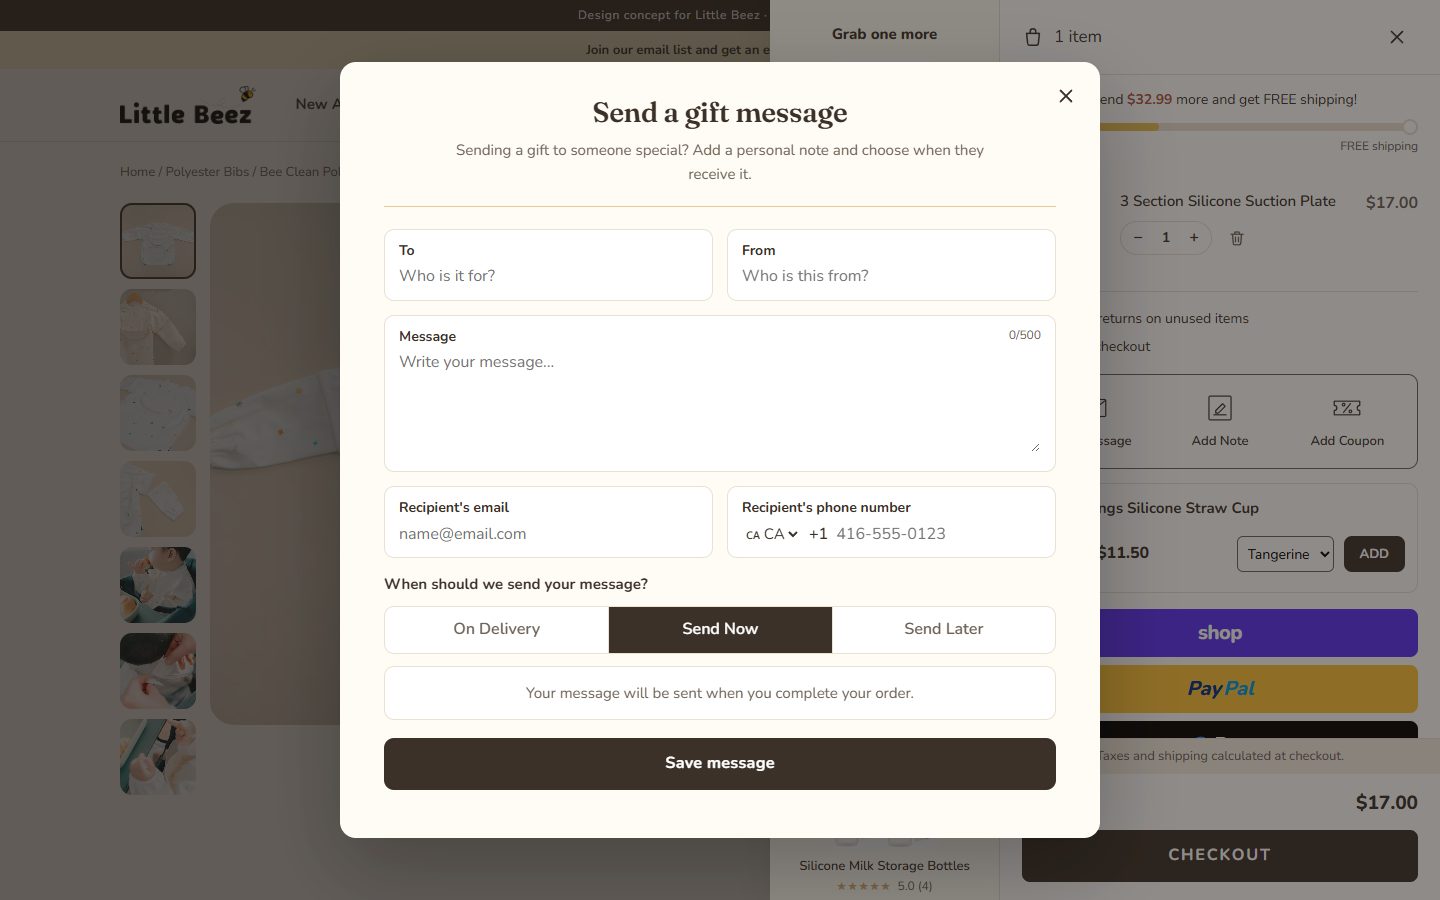 Design concept for Little Beez ·
Join our email list and get an e
Little Beez
New A
Home / Polyester Bibs / Bee Clean Pol
Grab one more
1 item
end $32.99 more and get FREE shipping!
FREE shipping
3 Section Silicone Suction Plate
$17.00
− 1 +
returns on unused items
checkout
ssage
Add Note
Add Coupon
ngs Silicone Straw Cup
$11.50
Tangerine
ADD
shop
PayPal
Taxes and shipping calculated at checkout.
$17.00
CHECKOUT
Silicone Milk Storage Bottles
★★★★★ 5.0 (4)
Send a gift message
Sending a gift to someone special? Add a personal note and choose when they
receive it.
To
Who is it for?
From
Who is this from?
Message
0/500
Write your message...
Recipient's email
name@email.com
Recipient's phone number
CA CA +1 416-555-0123
When should we send your message?
On Delivery
Send Now
Send Later
Your message will be sent when you complete your order.
Save message